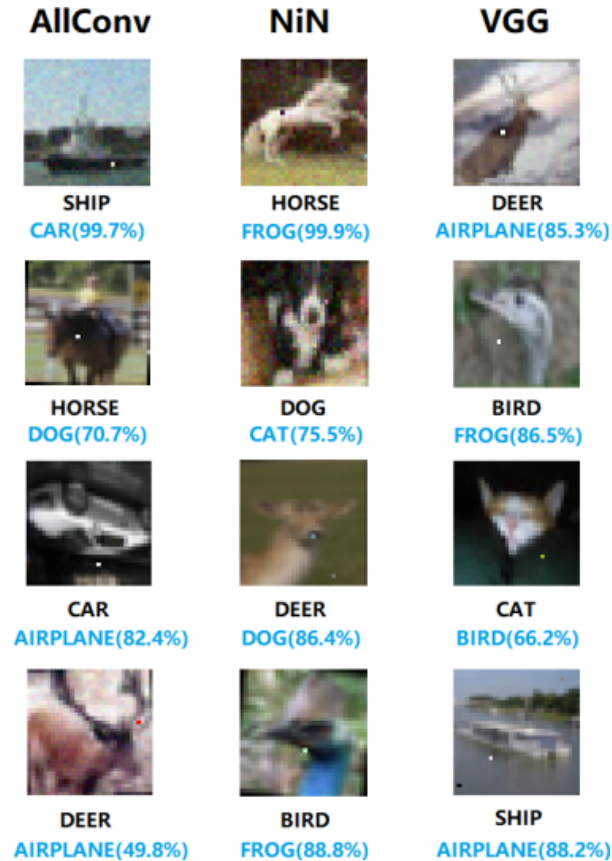 AllConv NiN VGG
SHIP HORSE DEER
CAR(99.7%) FROG(99.9%) AIRPLANE(85.3%)
HORSE DOG BIRD
DOG(70.7%) CAT(75.5%) FROG(86.5%)
CAR DEER CAT
AIRPLANE(82.4%) DOG(86.4%) BIRD(66.2%)
DEER BIRD SHIP
AIRPLANE(49.8%) FROG(88.8%) AIRPLANE(88.2%)